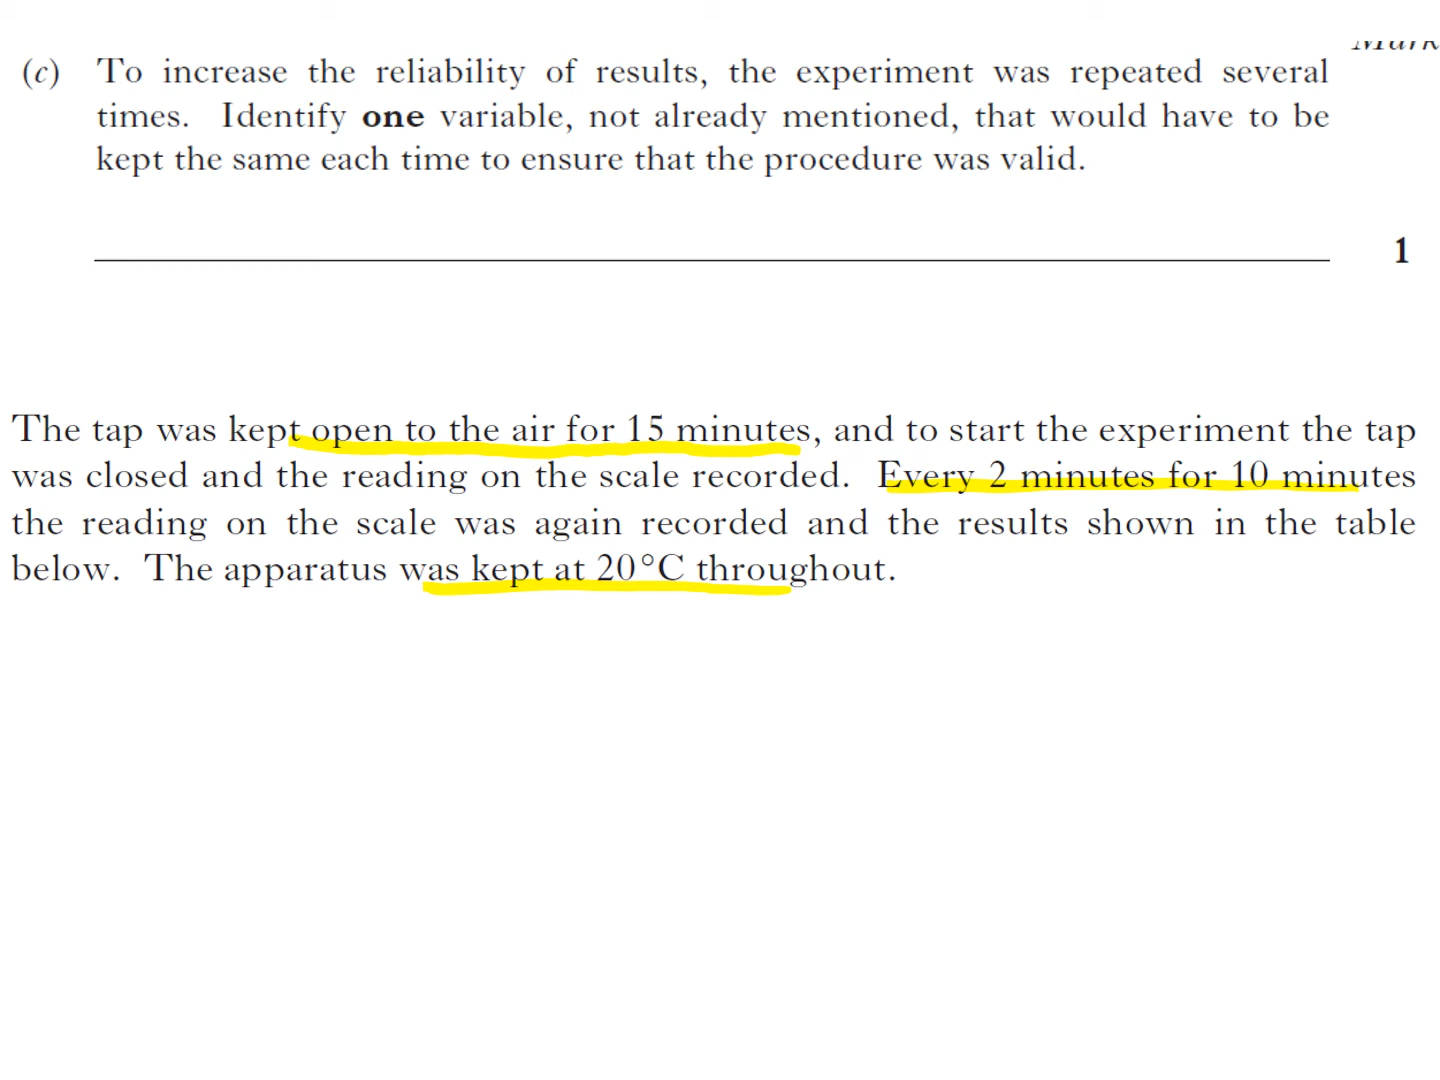 (c) To increase the reliability of results, the experiment was repeated several
times. Identify one variable, not already mentioned, that would have to be
kept the same each time to ensure that the procedure was valid.
1
The tap was kept open to the air for 15 minutes, and to start the experiment the tap
was closed and the reading on the scale recorded. Every 2 minutes for 10 minutes
the reading on the scale was again recorded and the results shown in the table
below. The apparatus was kept at 20°C throughout.